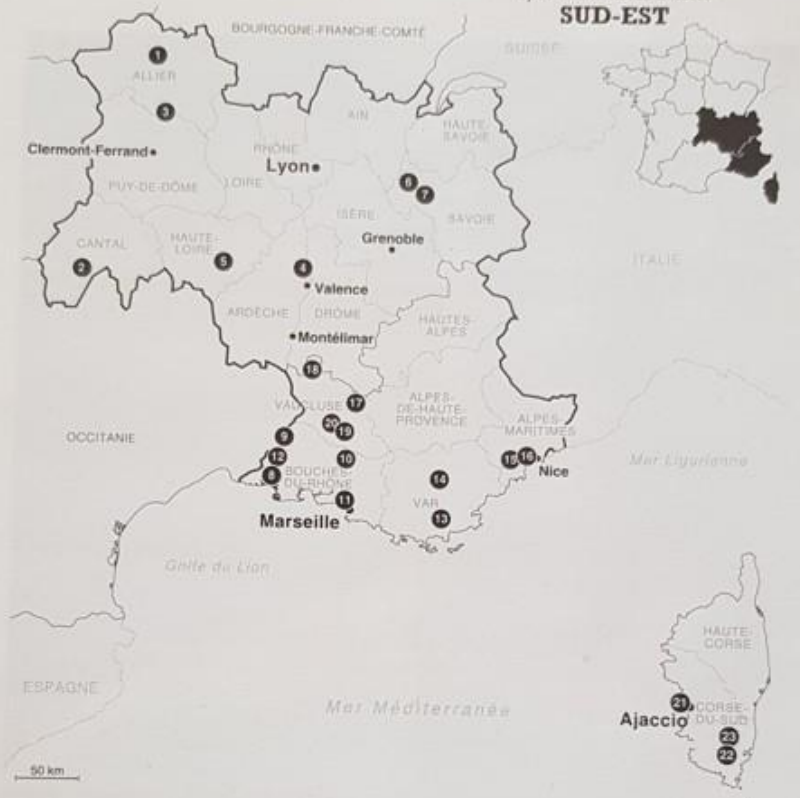 SUD-EST
BOURGOGNE-FRANCHE-COMTÉ
SUISSE
1
ALLIER
3
AIN
HAUTE-
SAVOIE
Clermont-Ferrand
RHÔNE
Lyon
PUY-DE-DÔME
LOIRE
6
7
ISÈRE
SAVOIE
Grenoble
CANTAL
HAUTE-
LOIRE
2
5
4
Valence
ITALIE
ARDÈCHE
DRÔME
HAUTES-
ALPES
Montélimar
18
VAUCLUSE
17
ALPES-
DE-HAUTE-
PROVENCE
20
19
ALPES-
MARITIMES
OCCITANIE
9
12
10
15
16
Nice
Mer Ligurienne
8
BOUCHES-
DU-RHÔNE
14
11
VAR
Marseille
13
Golfe du Lion
HAUTE-
CORSE
ESPAGNE
Mer Méditerranée
21
CORSE-
DU-SUD
Ajaccio
23
22
50 km